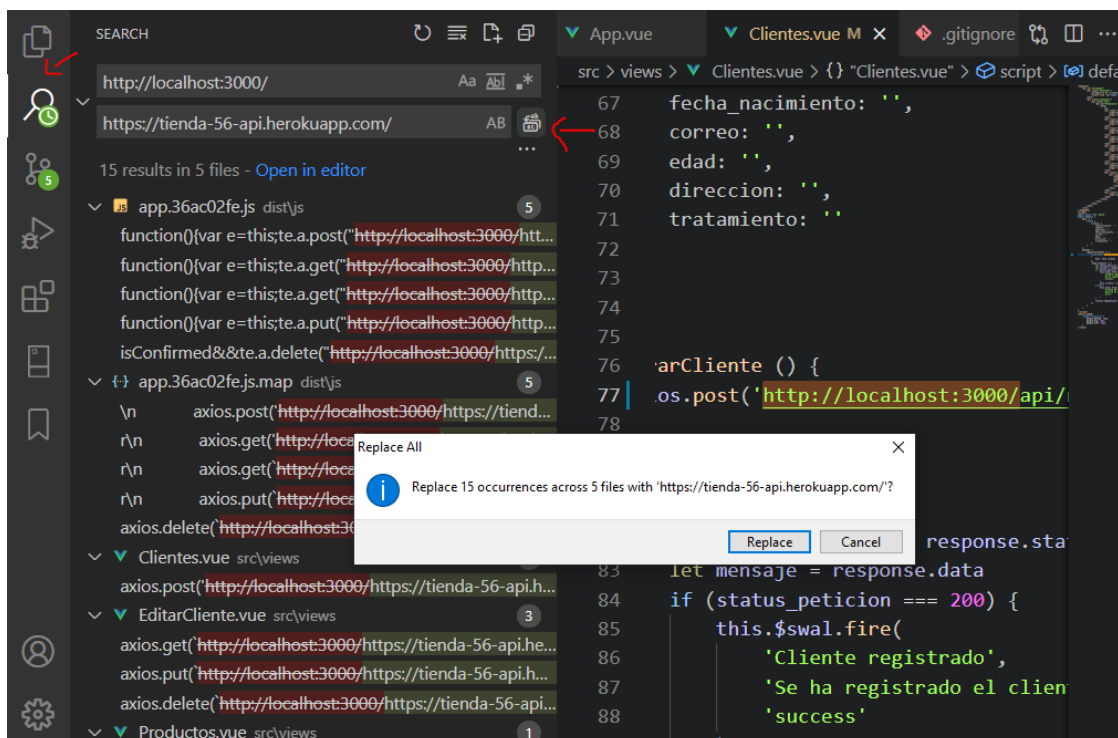 SEARCH
http://localhost:3000/
Aa Abl .*
https://tienda-56-api.herokuapp.com/
AB
...
15 results in 5 files - Open in editor
JS app.36ac02fe.js dist\js 5
function(){var e=this;te.a.post("http://localhost:3000/htt...
function(){var e=this;te.a.get("http://localhost:3000/http...
function(){var e=this;te.a.get("http://localhost:3000/http...
function(){var e=this;te.a.put("http://localhost:3000/http...
isConfirmed&&te.a.delete("http://localhost:3000/https:/...
{·} app.36ac02fe.js.map dist\js 5
\n axios.post('http://localhost:3000/https://tiend...
r\n axios.get('http://loca
r\n axios.get(`http://loca
r\n axios.put(`http://loca
axios.delete(`http://localhost:30
Clientes.vue src\views
axios.post('http://localhost:3000/https://tienda-56-api.h...
EditarCliente.vue src\views 3
axios.get(`http://localhost:3000/https://tienda-56-api.he...
axios.put(`http://localhost:3000/https://tienda-56-api.h...
axios.delete(`http://localhost:3000/https://tienda-56-api...
Productos.vue src\views 1
5
App.vue
Clientes.vue M
.gitignore
...
src > views > Clientes.vue > {} "Clientes.vue" > script > defa
67 fecha_nacimiento: '',
68 correo: '',
69 edad: '',
70 direccion: '',
71 tratamiento: ''
72
73
74
75
76 arCliente () {
77 .os.post('http://localhost:3000/api/
78
response.sta
83 let mensaje = response.data
84 if (status_peticion === 200) {
85 this.$swal.fire(
86 'Cliente registrado',
87 'Se ha registrado el clien
88 'success'
Replace All
Replace 15 occurrences across 5 files with 'https://tienda-56-api.herokuapp.com/'?
Replace
Cancel